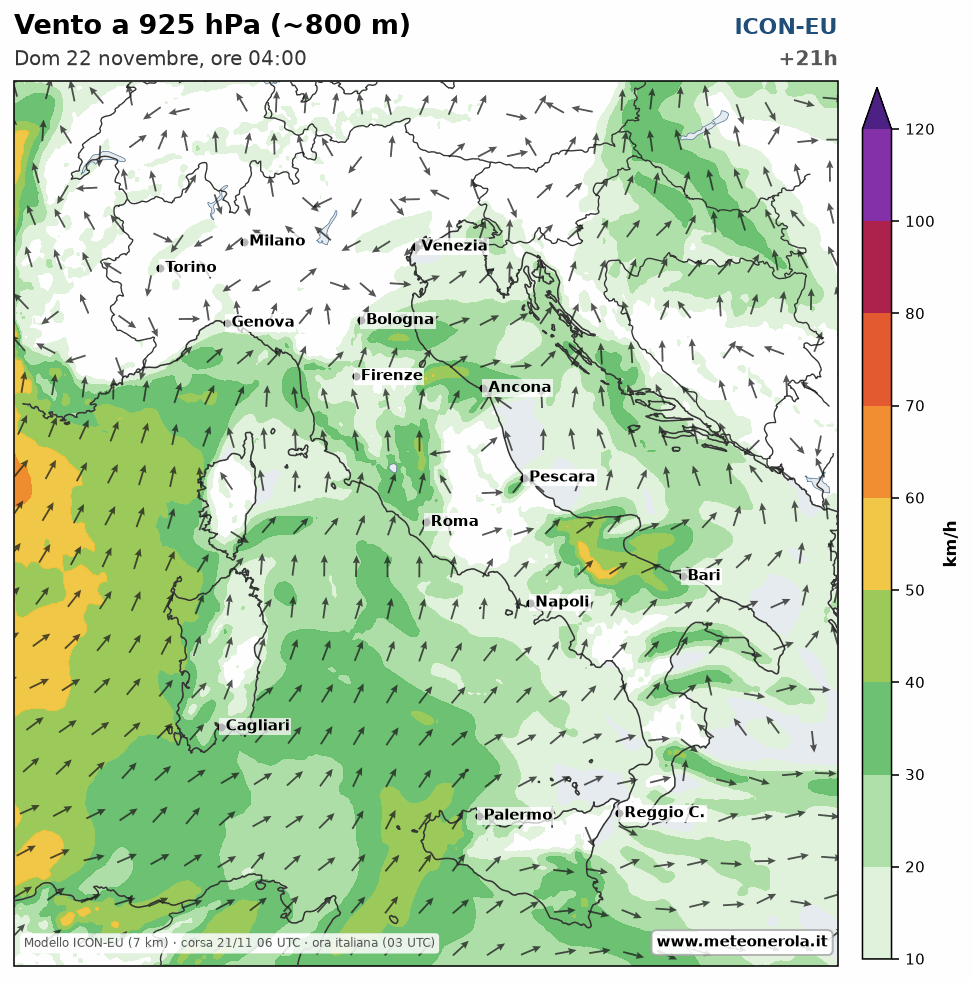 Vento a 925 hPa (~800 m)
ICON-EU
Dom 22 novembre, ore 04:00
+21h
Milano
Venezia
Torino
Genova
Bologna
Firenze
Ancona
Pescara
Roma
Bari
Napoli
Cagliari
Palermo
Reggio C.
120
100
80
70
60
50
40
30
20
10
km/h
Modello ICON-EU (7 km) · corsa 21/11 06 UTC · ora italiana (03 UTC)
www.meteonerola.it